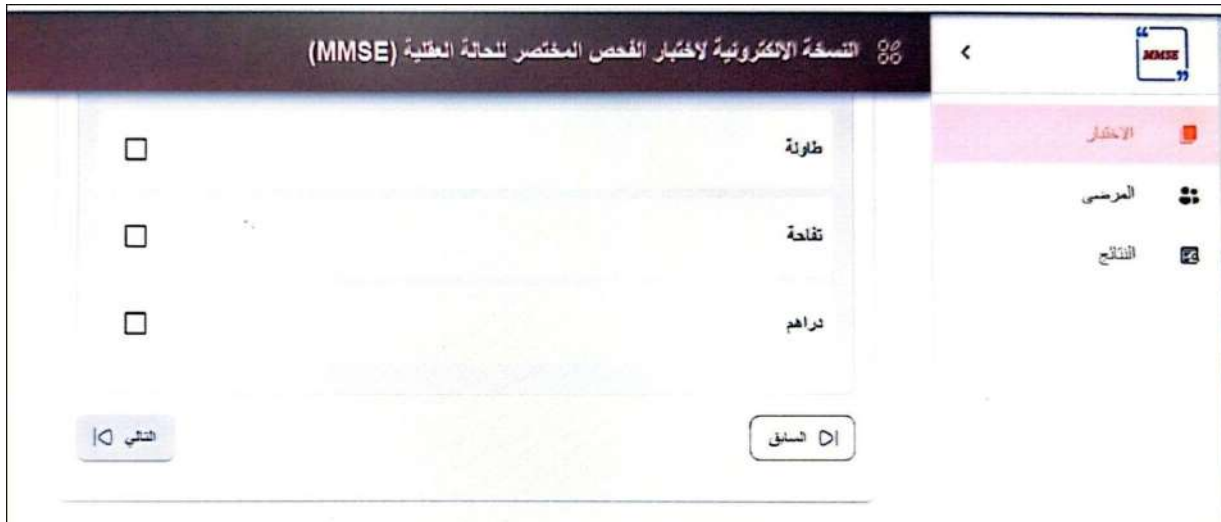 MMSE
النسخة الالكترونية لاختبار الفحص المختصر للحالة العقلية (MMSE)
الاختبار
المرضى
النتائج
طاولة
تفاحة
دراهم
السابق
التالي